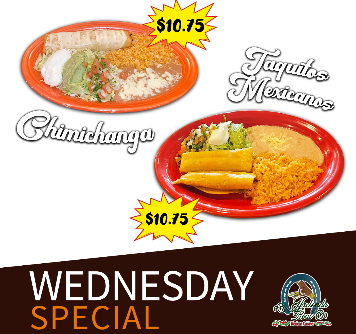 $10.75
Taquitos
Mexicanos
Chimichanga
$10.75
WEDNESDAY
SPECIAL